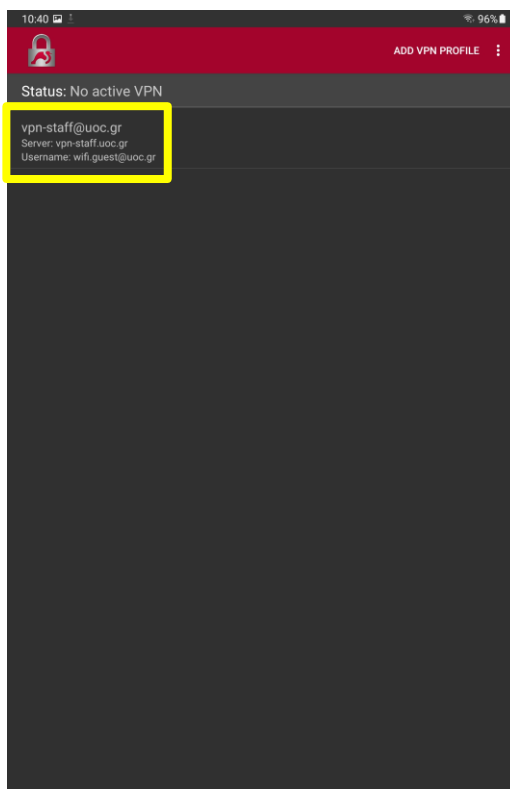 10:40 96%
ADD VPN PROFILE
Status: No active VPN
vpn-staff@uoc.gr
Server: vpn-staff.uoc.gr
Username: wifi.guest@uoc.gr